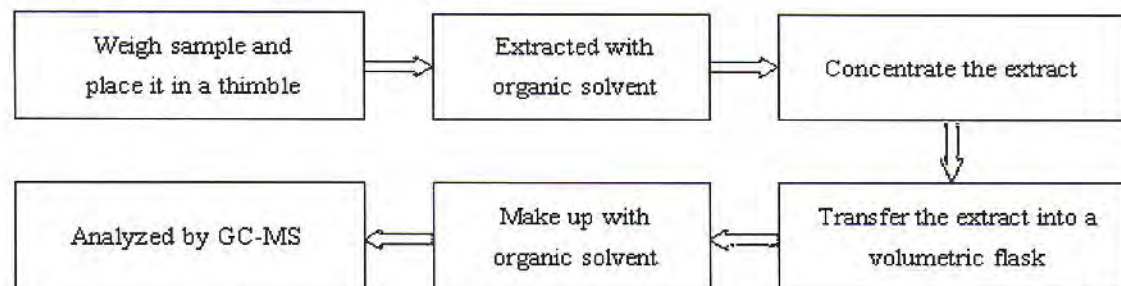 Weigh sample and
place it in a thimble
Extracted with
organic solvent
Concentrate the extract
Transfer the extract into a
volumetric flask
Make up with
organic solvent
Analyzed by GC-MS